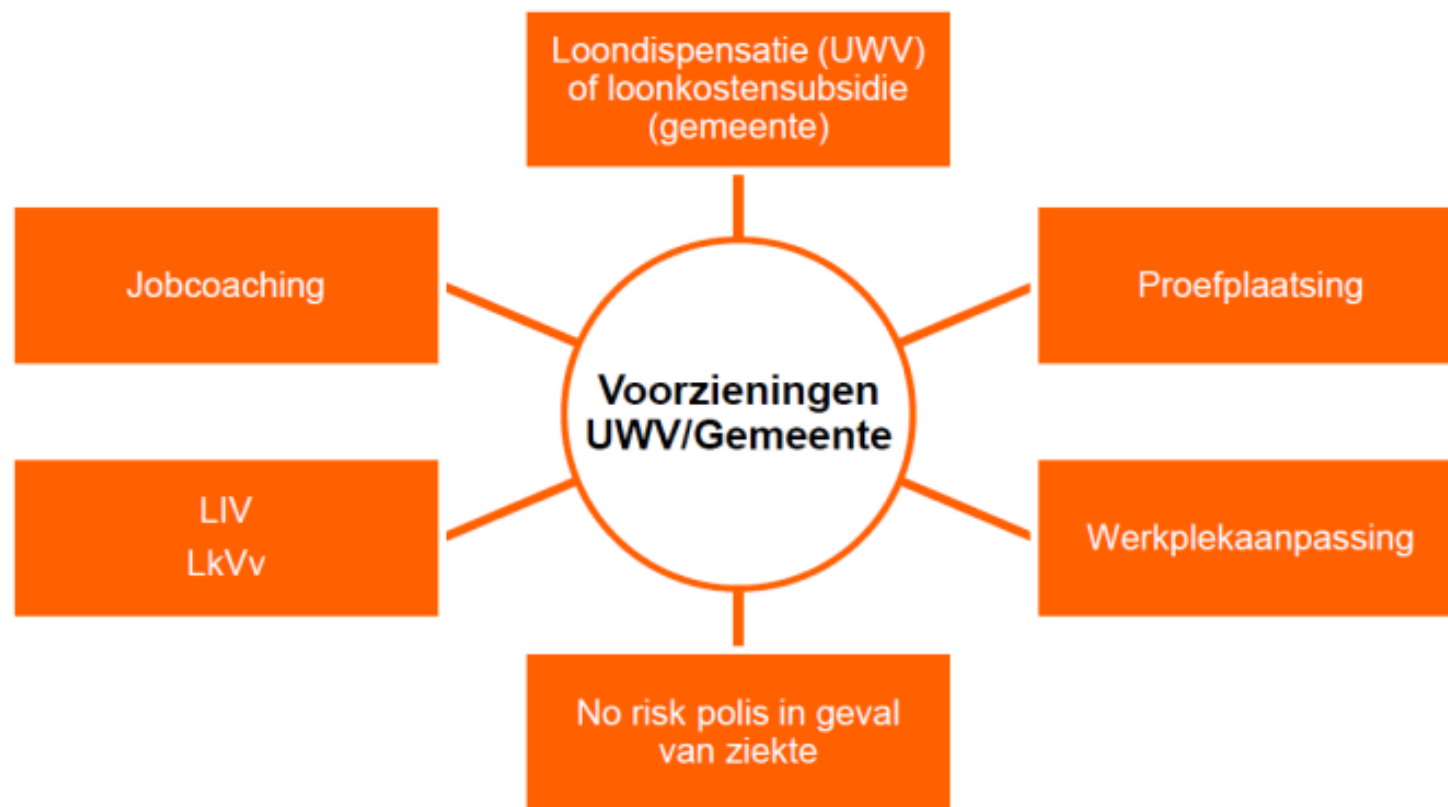 Loondispensatie (UWV)
of loonkostensubsidie
(gemeente)
Jobcoaching
Proefplaatsing
Voorzieningen
UWV/Gemeente
LIV
LkVv
Werkplekaanpassing
No risk polis in geval
van ziekte